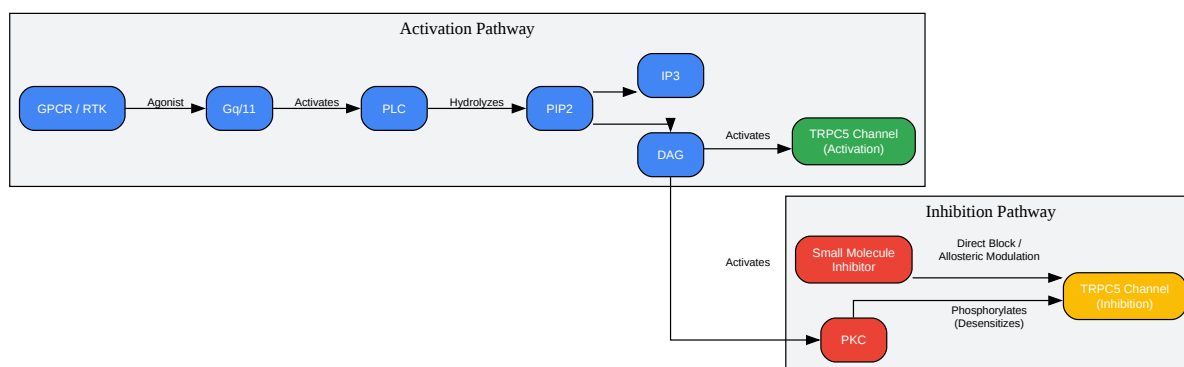 Activation Pathway
GPCR / RTK
Agonist
Gq/11
Activates
PLC
Hydrolyzes
PIP2
IP3
DAG
Activates
TRPC5 Channel
(Activation)
Activates
Inhibition Pathway
Small Molecule
Inhibitor
Direct Block /
Allosteric Modulation
TRPC5 Channel
(Inhibition)
Phosphorylates
(Desensitizes)
PKC